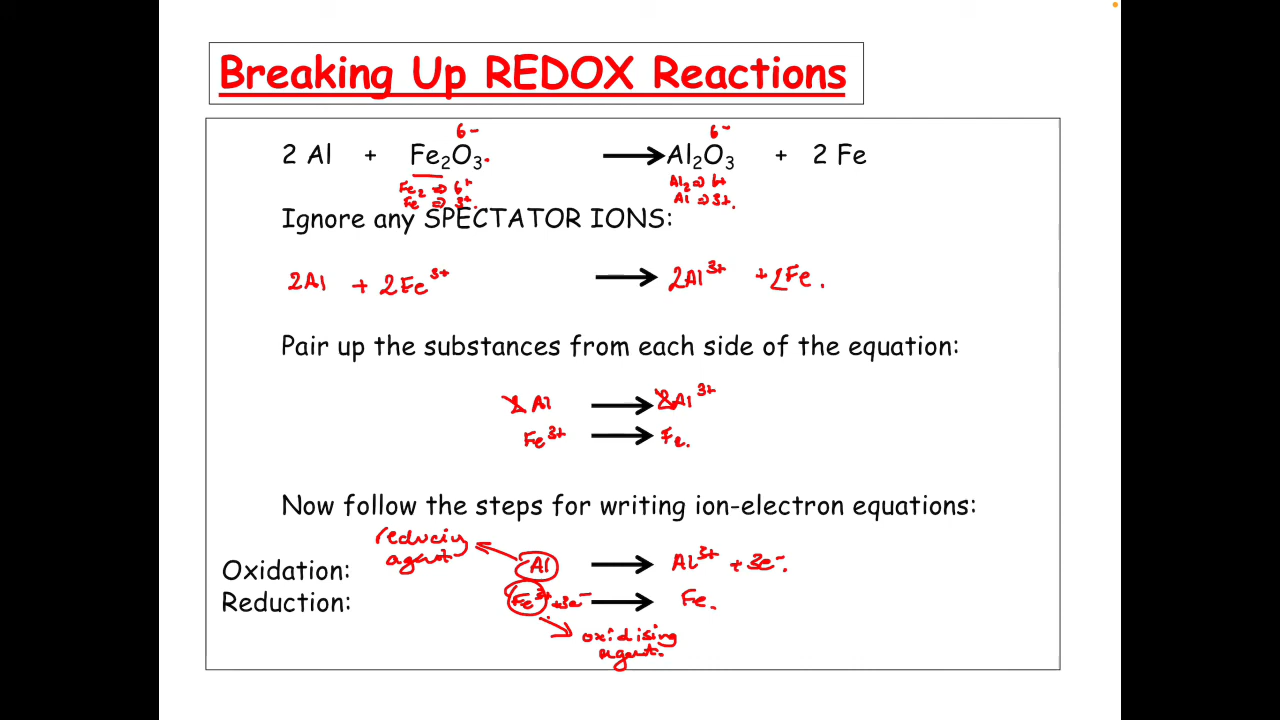 Breaking Up REDOX Reactions
6- 6-
2 Al + Fe₂O₃. → Al₂O₃ + 2 Fe
Fe₂ ⇒ 6+ Al₂ ⇒ 6+
Fe ⇒ 3+. Al ⇒ 3+.
Ignore any SPECTATOR IONS:
2Al + 2Fe³⁺ → 2Al³⁺ + 2Fe.
Pair up the substances from each side of the equation:
2 Al → 2Al³⁺
Fe³⁺ → Fe.
Now follow the steps for writing ion-electron equations:
reducing
agent
Oxidation: Al → Al³⁺ + 3e⁻.
Reduction: Fe³⁺ +3e⁻ → Fe.
oxidising
agent.